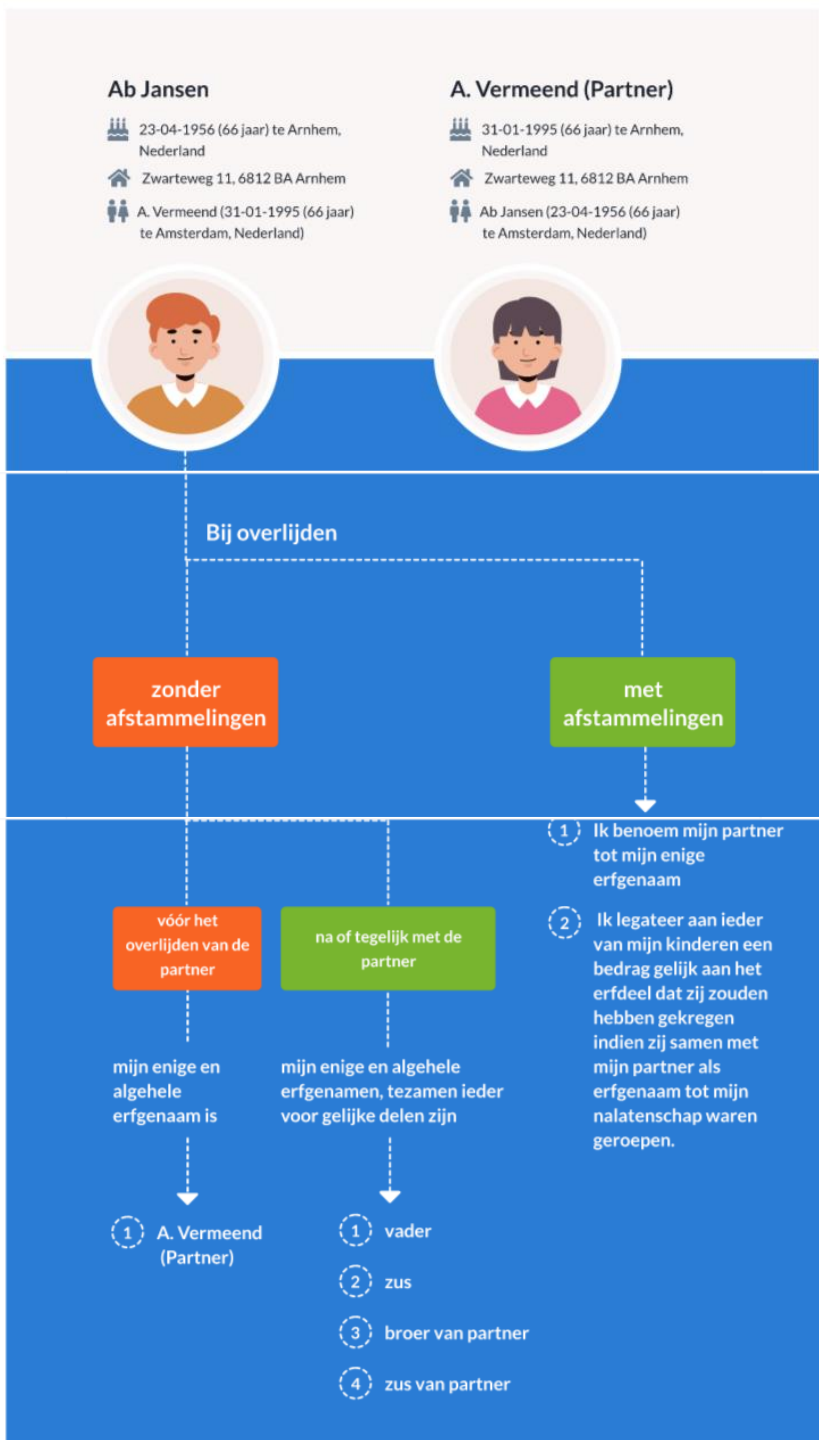 Ab Jansen
23-04-1956 (66 jaar) te Arnhem,
Nederland
Zwarteweg 11, 6812 BA Arnhem
A. Vermeend (31-01-1995 (66 jaar)
te Amsterdam, Nederland)
A. Vermeend (Partner)
31-01-1995 (66 jaar) te Arnhem,
Nederland
Zwarteweg 11, 6812 BA Arnhem
Ab Jansen (23-04-1956 (66 jaar)
te Amsterdam, Nederland)
Bij overlijden
zonder
afstammelingen
met
afstammelingen
vóór het
overlijden van de
partner
mijn enige en
algehele
erfgenaam is
1 A. Vermeend
(Partner)
na of tegelijk met de
partner
mijn enige en algehele
erfgenamen, tezamen ieder
voor gelijke delen zijn
1 vader
2 zus
3 broer van partner
4 zus van partner
1 Ik benoem mijn partner
tot mijn enige
erfgenaam
2 Ik legateer aan ieder
van mijn kinderen een
bedrag gelijk aan het
erfdeel dat zij zouden
hebben gekregen
indien zij samen met
mijn partner als
erfgenaam tot mijn
nalatenschap waren
geroepen.